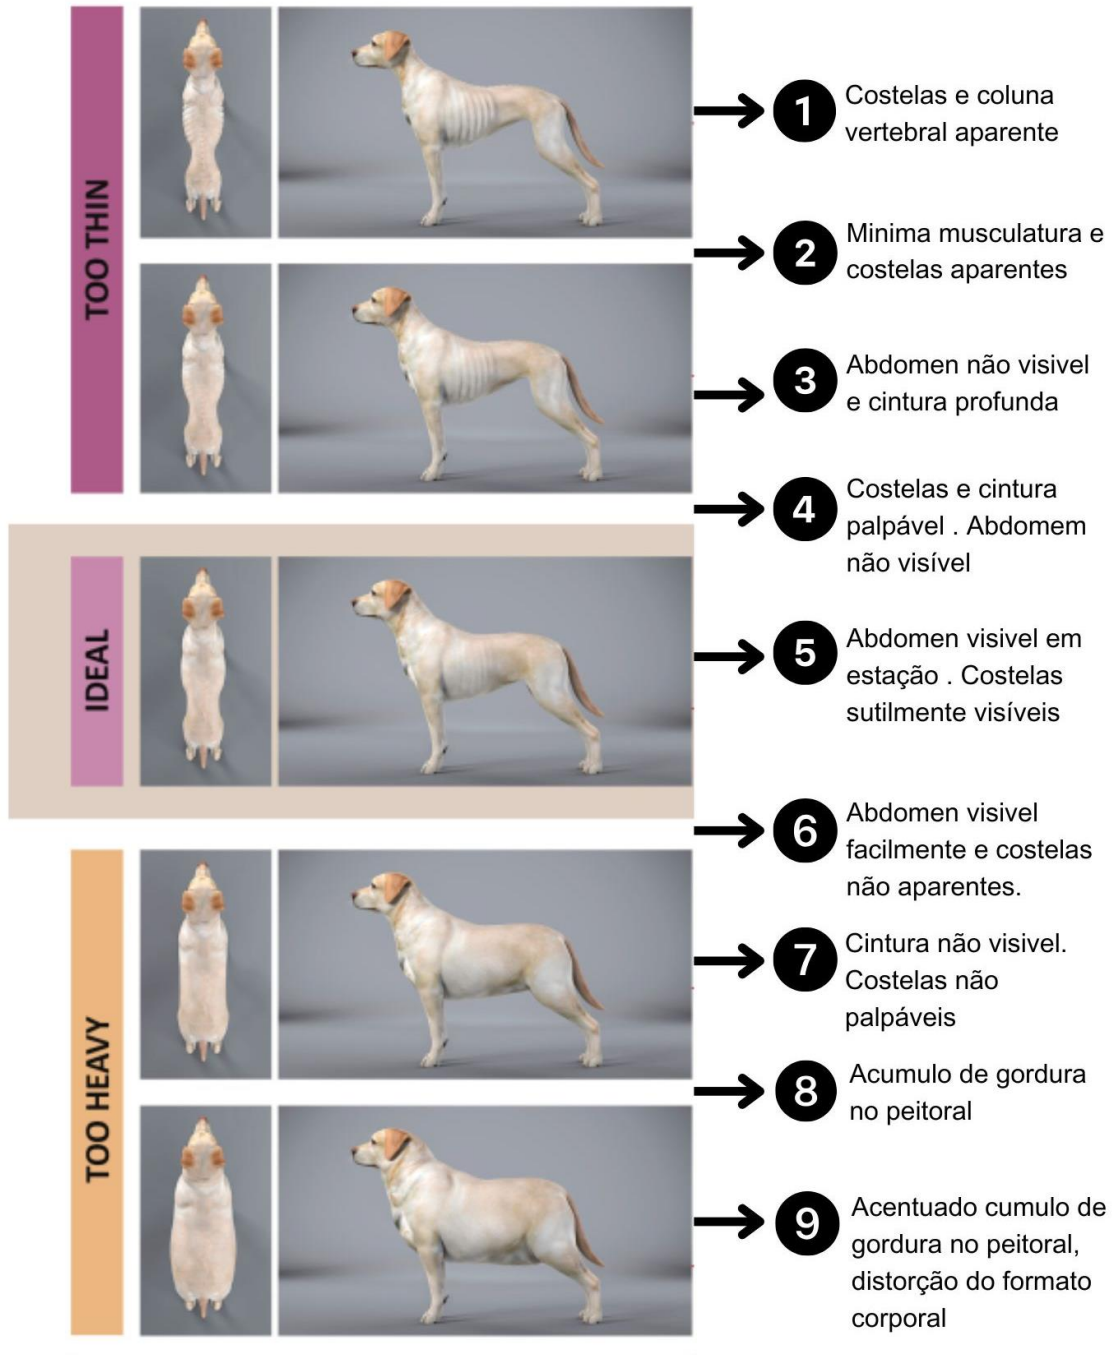 TOO THIN
1
Costelas e coluna
vertebral aparente
2
Minima musculatura e
costelas aparentes
3
Abdomen não visivel
e cintura profunda
4
Costelas e cintura
palpável . Abdomem
não visível
IDEAL
5
Abdomen visivel em
estação . Costelas
sutilmente visíveis
6
Abdomen visivel
facilmente e costelas
não aparentes.
TOO HEAVY
7
Cintura não visivel.
Costelas não
palpáveis
8
Acumulo de gordura
no peitoral
9
Acentuado cumulo de
gordura no peitoral,
distorção do formato
corporal